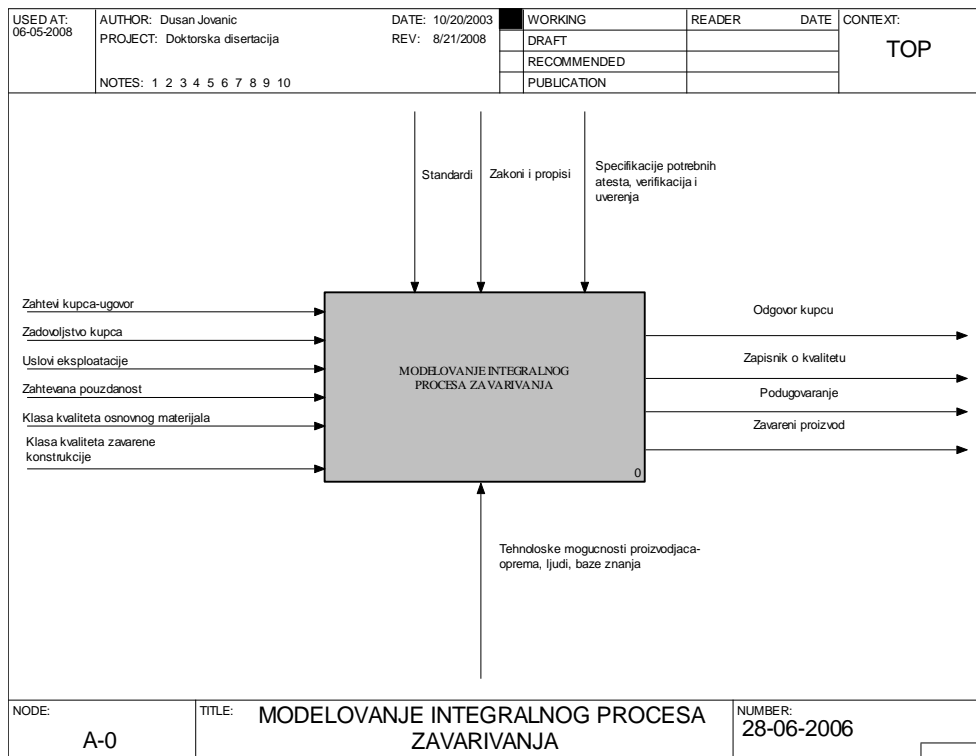 USED AT:
06-05-2008
AUTHOR: Dusan Jovanic
DATE: 10/20/2003
PROJECT: Doktorska disertacija
REV: 8/21/2008
NOTES: 1 2 3 4 5 6 7 8 9 10
WORKING
DRAFT
RECOMMENDED
PUBLICATION
READER
DATE
CONTEXT:
TOP
Standardi
Zakoni i propisi
Specifikacije potrebnih
atesta, verifikacija i
uverenja
Zahtevi kupca-ugovor
Zadovoljstvo kupca
Uslovi eksploatacije
Zahtevana pouzdanost
Klasa kvaliteta osnovnog materijala
Klasa kvaliteta zavarene
konstrukcije
MODELOVANJE INTEGRALNOG
PROCESA ZAVARIVANJA
0
Odgovor kupcu
Zapisnik o kvalitetu
Podugovaranje
Zavareni proizvod
Tehnoloske mogucnosti proizvodjaca-
oprema, ljudi, baze znanja
NODE:
A-0
TITLE:
MODELOVANJE INTEGRALNOG PROCESA
ZAVARIVANJA
NUMBER:
28-06-2006